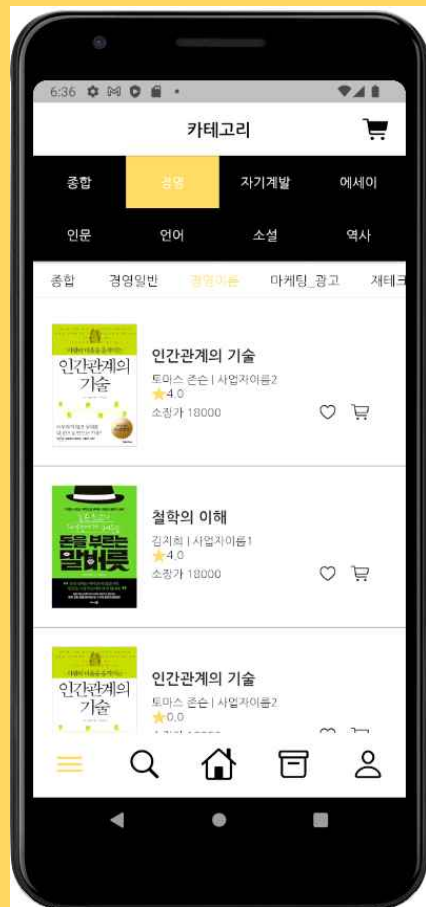 6:36
카테고리
종합 경영 자기계발 에세이
인문 언어 소설 역사
종합 경영일반 경영이론 마케팅_광고 재테크
인간관계의
기술
인간관계의 기술
토마스 존슨 | 사업자이름2
4.0
소장가 18000
돈을 부르는
말버릇
철학의 이해
김지희 | 사업자이름1
4.0
소장가 18000
인간관계의
기술
인간관계의 기술
토마스 존슨 | 사업자이름2
0.0